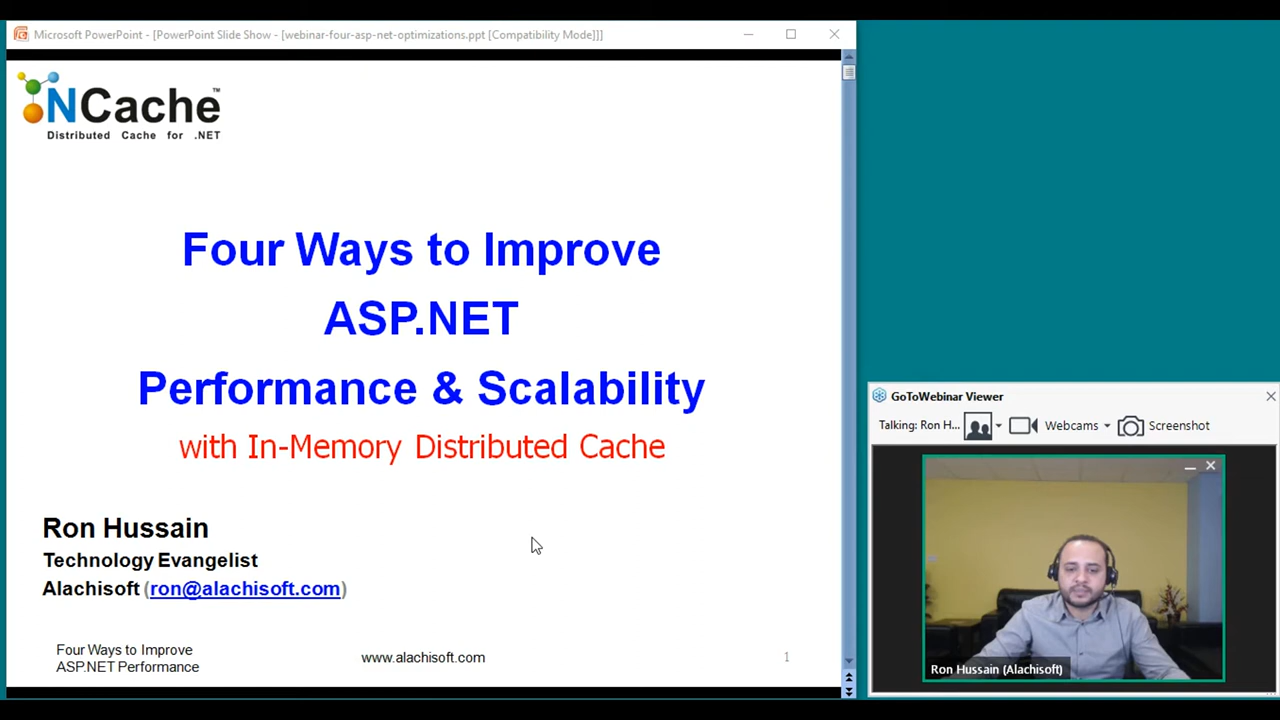 Microsoft PowerPoint - [PowerPoint Slide Show - [webinar-four-asp-net-optimizations.ppt [Compatibility Mode]]]
NCache™
Distributed Cache for .NET
Four Ways to Improve
ASP.NET
Performance & Scalability
with In-Memory Distributed Cache
Ron Hussain
Technology Evangelist
Alachisoft (ron@alachisoft.com)
Four Ways to Improve
ASP.NET Performance
www.alachisoft.com
1
GoToWebinar Viewer
Talking: Ron H...
Webcams
Screenshot
Ron Hussain (Alachisoft)